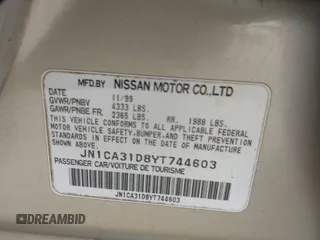 MFD. BY NISSAN MOTOR CO.,LTD
DATE 11/99
GVWR/PNBV 4333 LBS.
GAWR/PNBE FR. 2365 LBS. RR. 1988 LBS.
THIS VEHICLE CONFORMS TO ALL APPLICABLE FEDERAL
MOTOR VEHICLE SAFETY,BUMPER,AND THEFT PREVENTION
STANDARDS IN EFFECT ON THE DATE OF MANUFACTURE
SHOWN ABOVE.
JN1CA31D8YT744603
PASSENGER CAR/VOITURE DE TOURISME
JN1CA31D8YT744603
DREAMBID